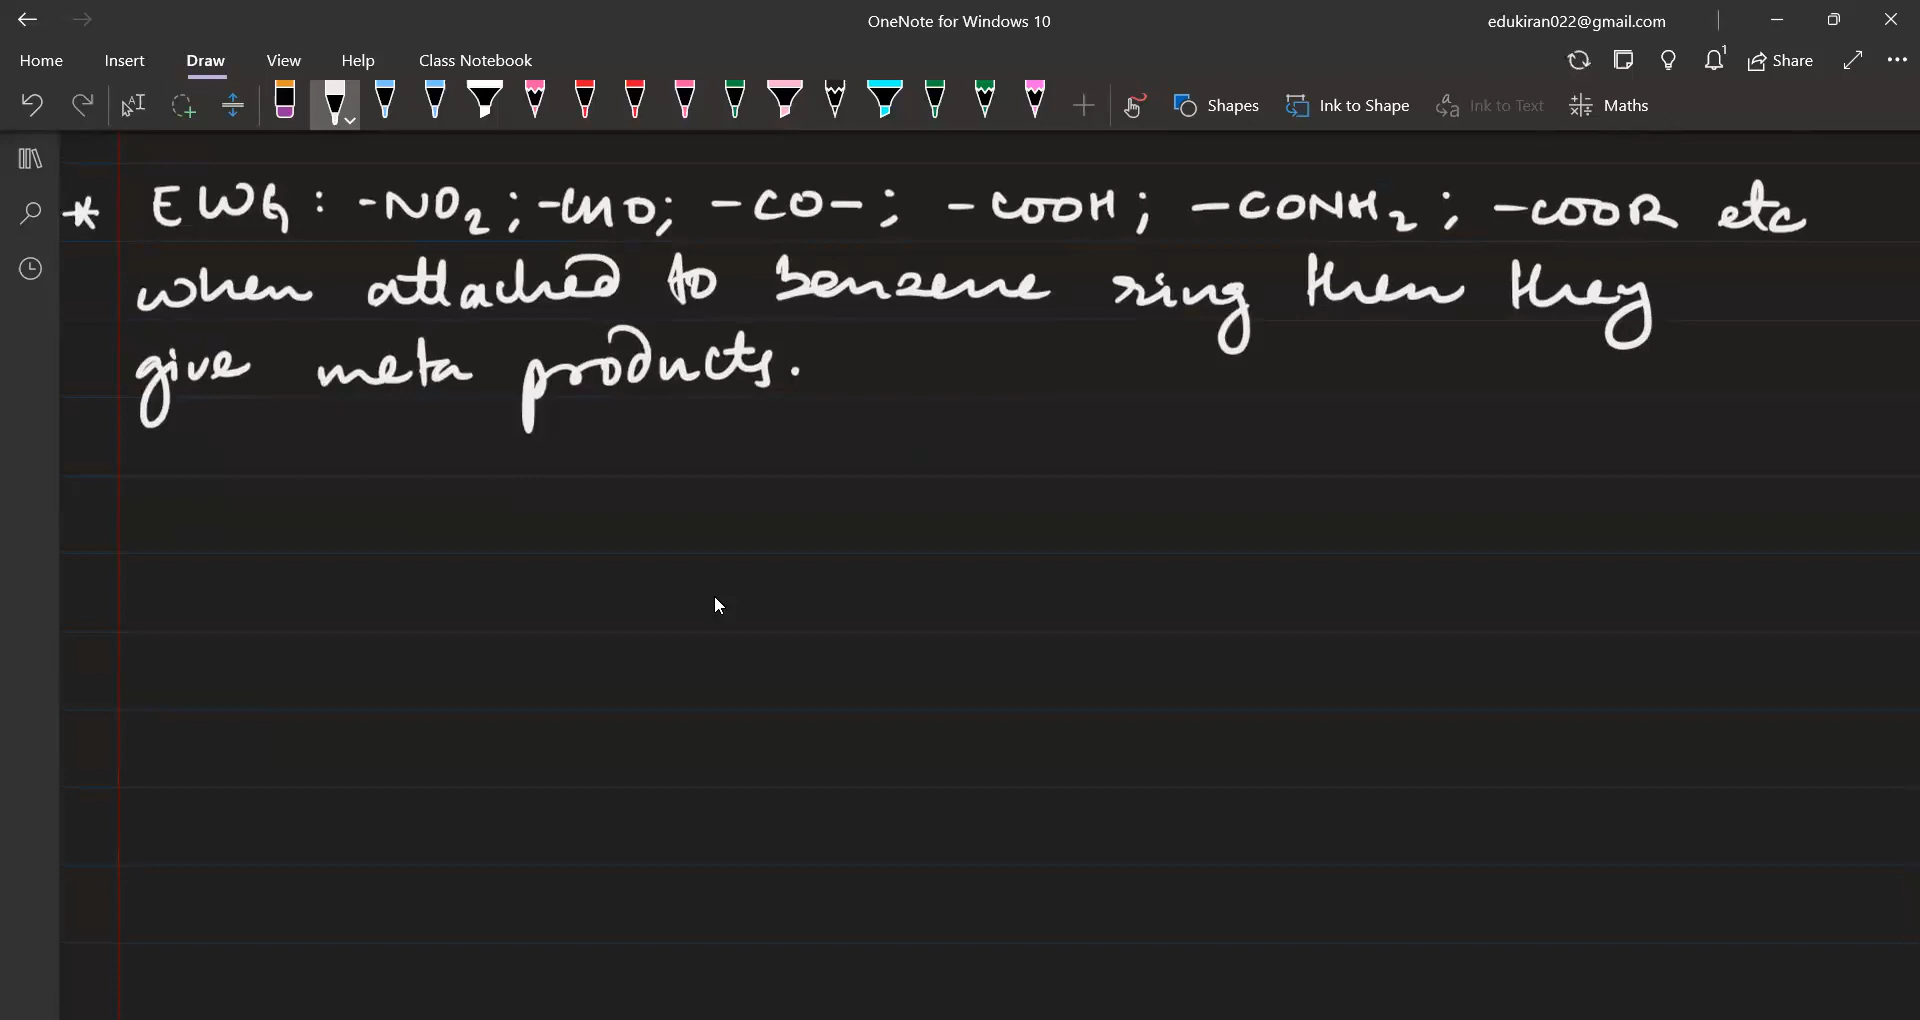 OneNote for Windows 10
edukiran022@gmail.com
Home Insert Draw View Help Class Notebook
1 Share
Shapes Ink to Shape Ink to Text Maths
* EWG : -NO2 ; -CHO; -CO- ; -COOH ; -CONH2 ; -COOR etc
when attached to benzene ring then they
give meta products.